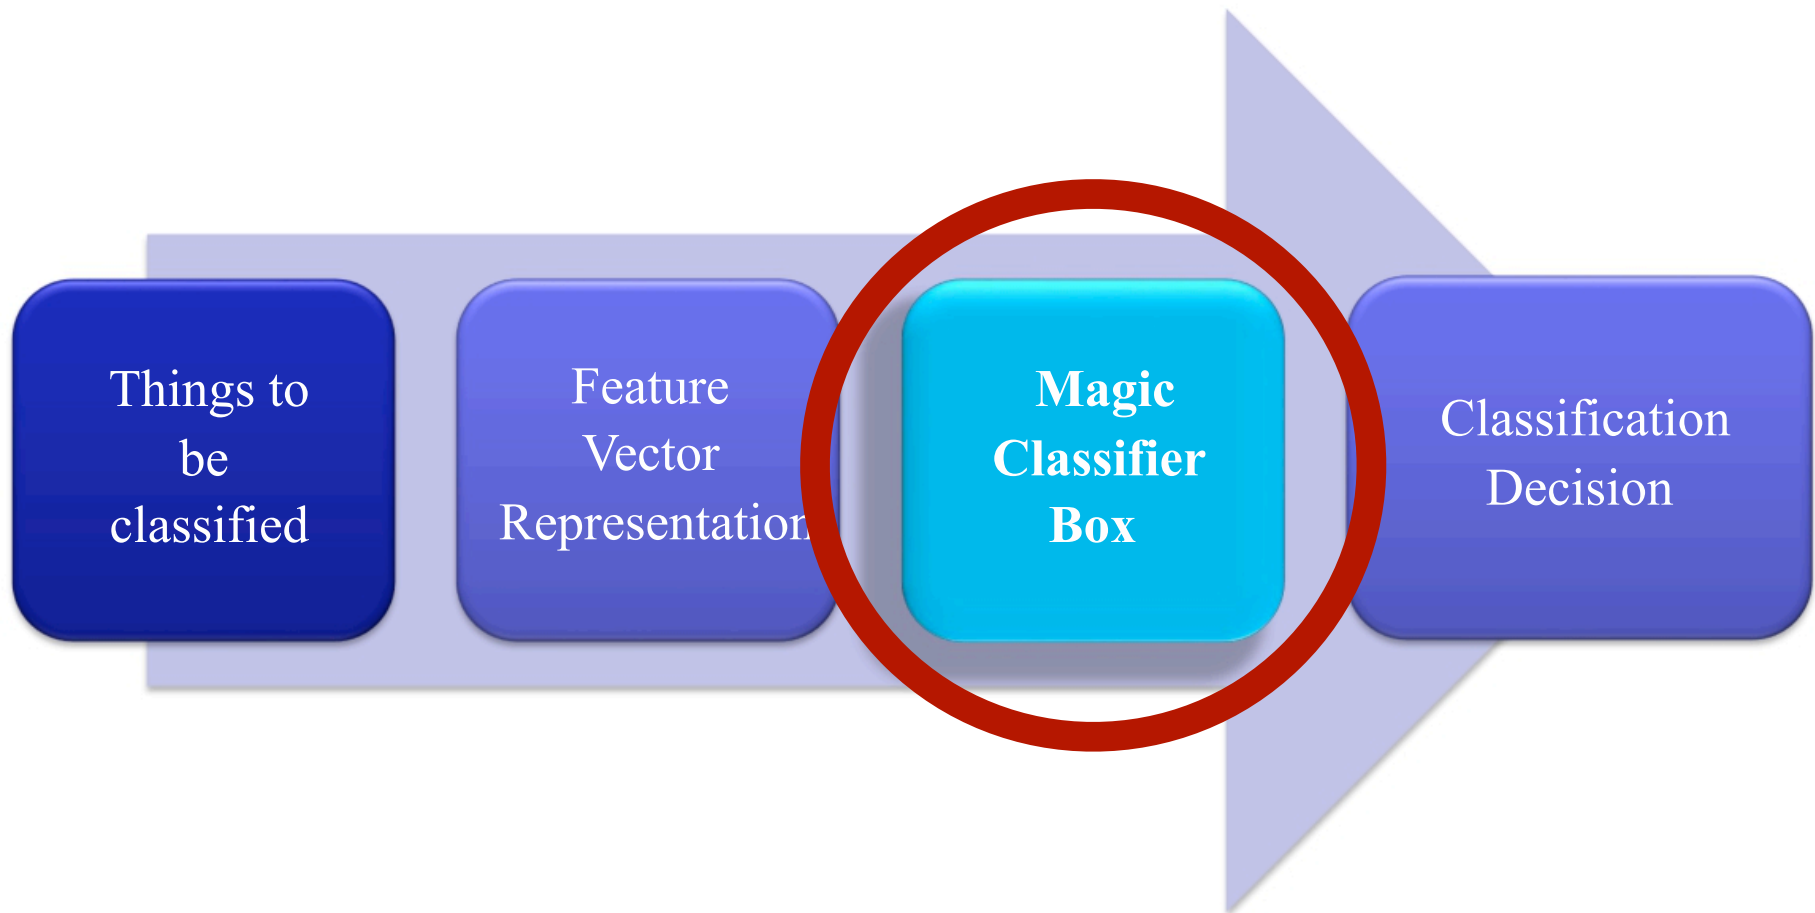 Things to
be
classified
Feature
Vector
Representation
Magic
Classifier
Box
Classification
Decision